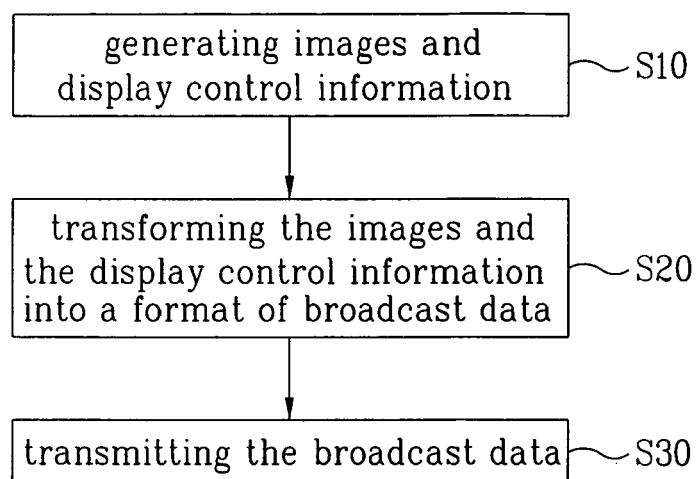 generating images and
display control information
S10
transforming the images and
the display control information
into a format of broadcast data
S20
transmitting the broadcast data
S30